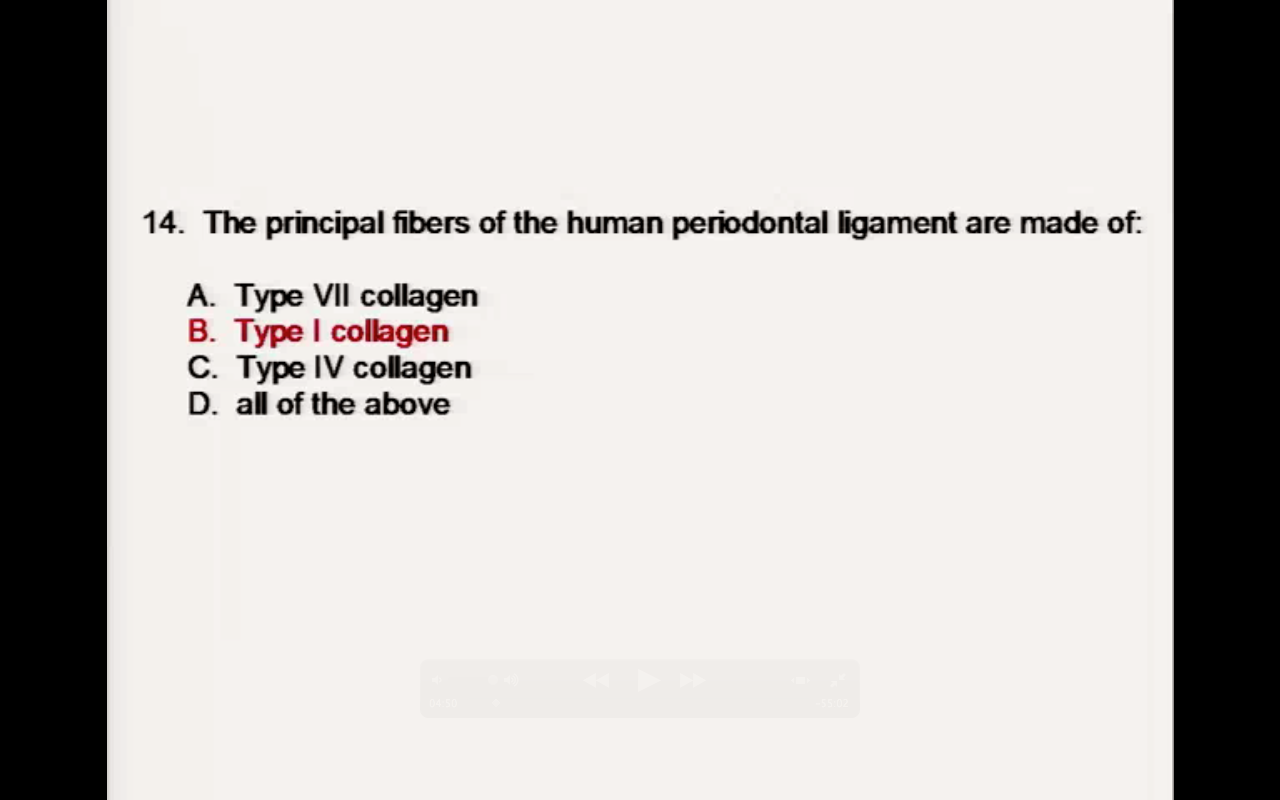 14. The principal fibers of the human periodontal ligament are made of:
A. Type VII collagen
B. Type I collagen
C. Type IV collagen
D. all of the above